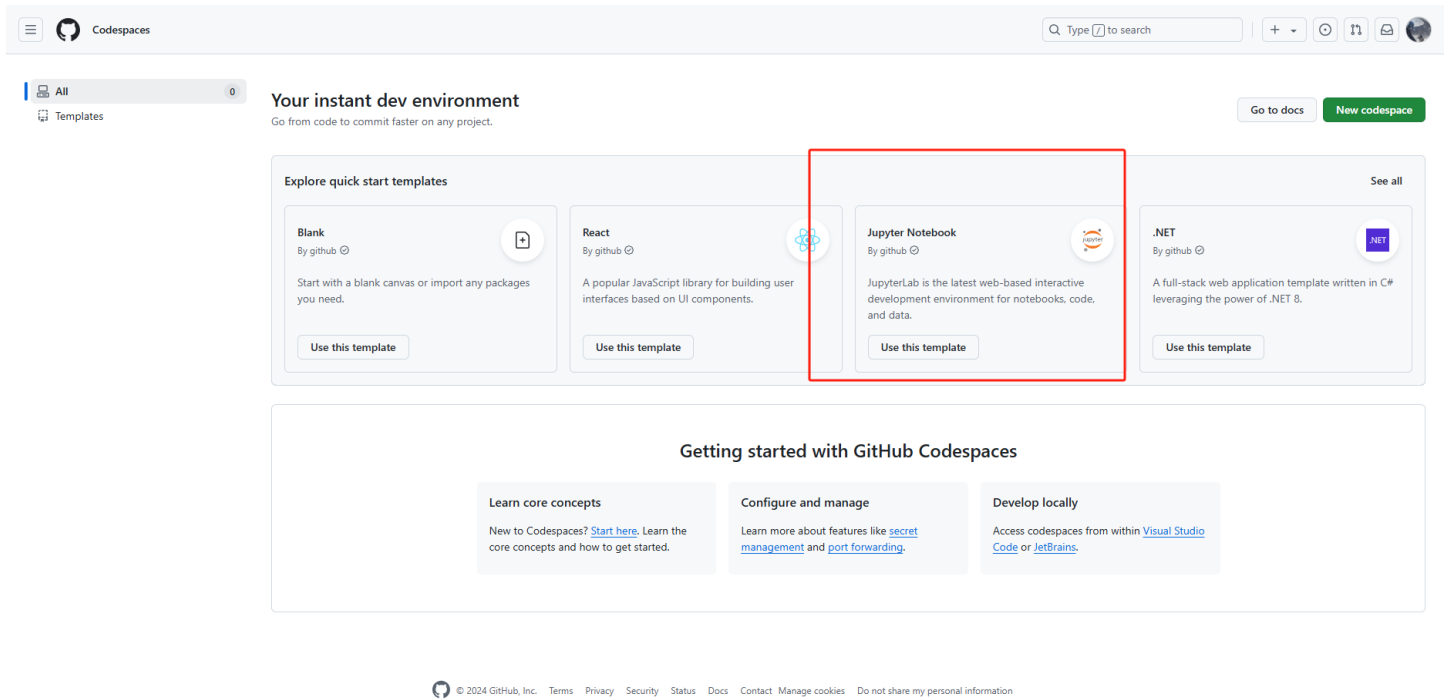 Codespaces
Type / to search
All 0
Templates
Your instant dev environment
Go from code to commit faster on any project.
Go to docs
New codespace
Explore quick start templates
See all
Blank
By github
Start with a blank canvas or import any packages
you need.
Use this template
React
By github
A popular JavaScript library for building user
interfaces based on UI components.
Use this template
Jupyter Notebook
By github
jupyter
JupyterLab is the latest web-based interactive
development environment for notebooks, code,
and data.
Use this template
.NET
By github
.NET
A full-stack web application template written in C#
leveraging the power of .NET 8.
Use this template
Getting started with GitHub Codespaces
Learn core concepts
New to Codespaces? Start here. Learn the
core concepts and how to get started.
Configure and manage
Learn more about features like secret
management and port forwarding.
Develop locally
Access codespaces from within Visual Studio
Code or JetBrains.
© 2024 GitHub, Inc. Terms Privacy Security Status Docs Contact Manage cookies Do not share my personal information